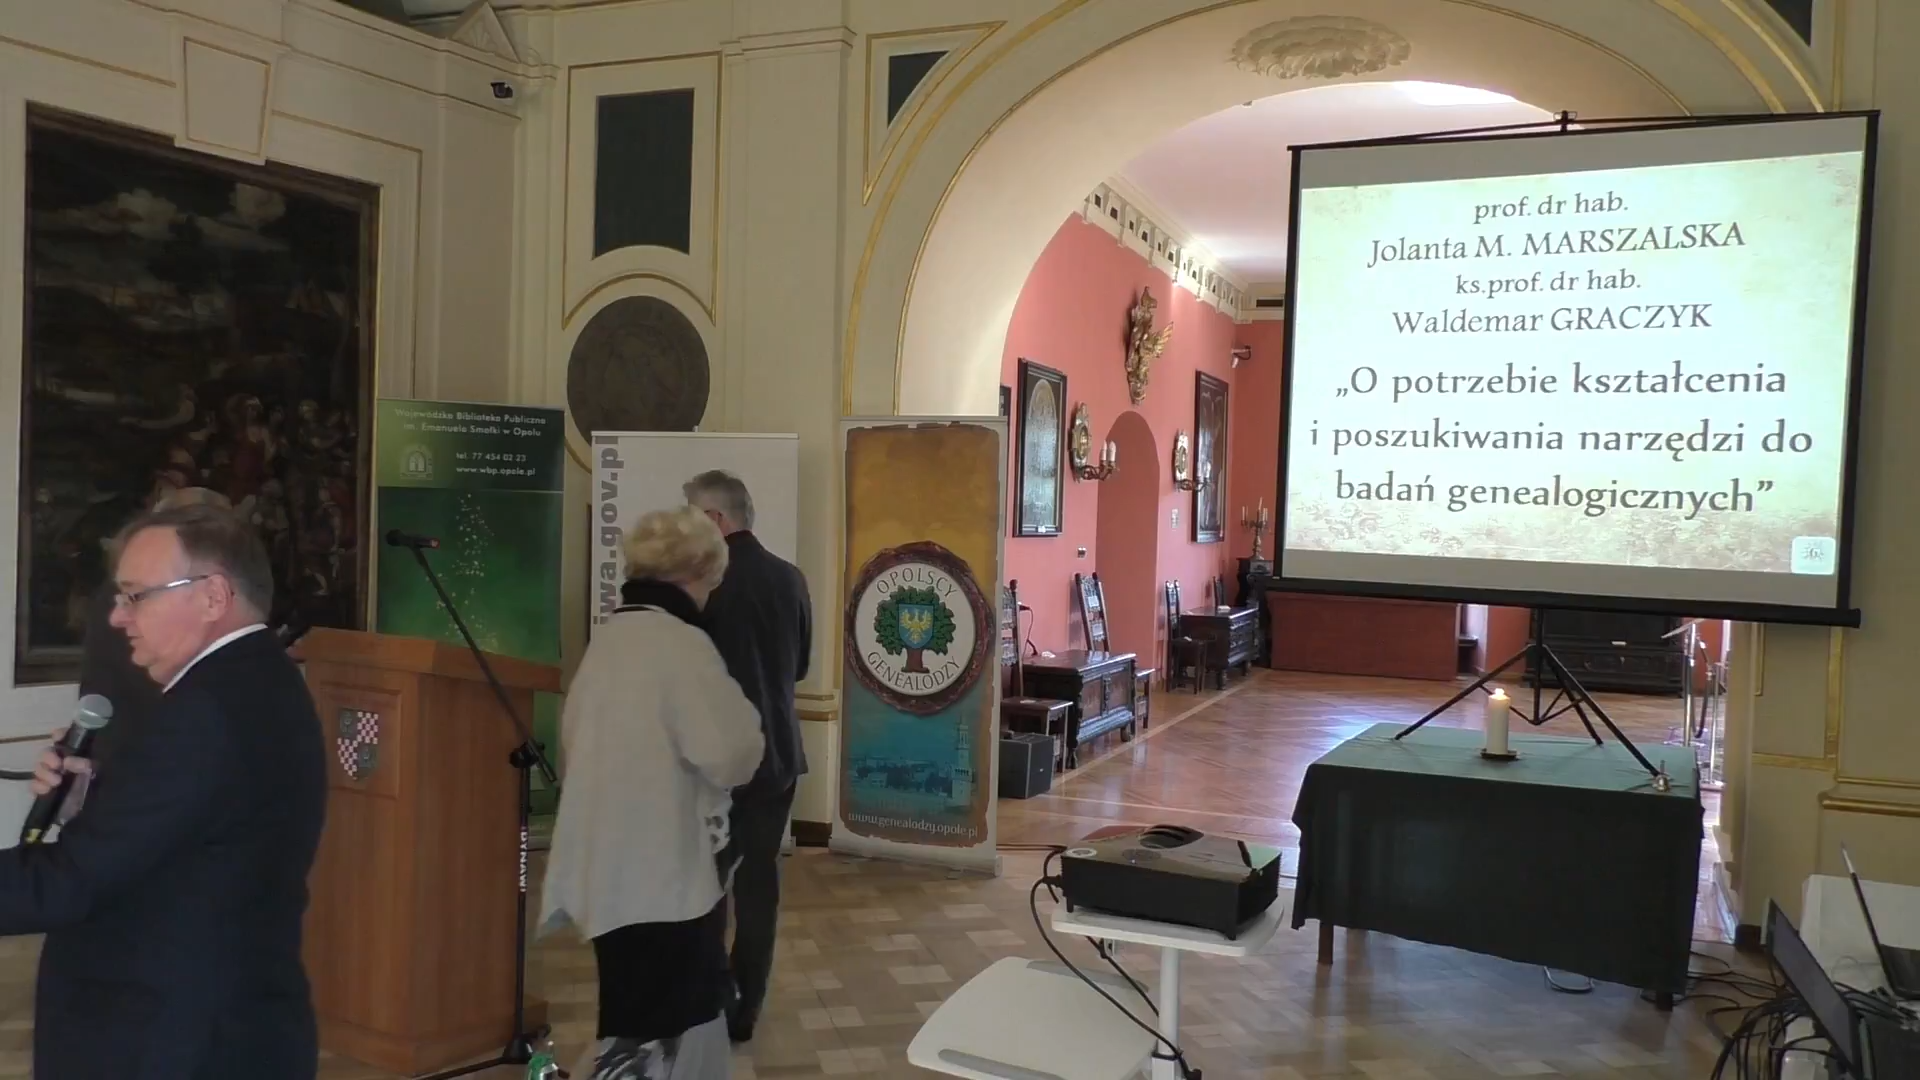 Wojewódzka Biblioteka Publiczna
im. Emanuela Smołki w Opolu
tel. 77 454 02 23
www.wbp.opole.pl
iwa.gov.pl
OPOLSCY
GENEALODZY
www.genealodzy.opole.pl
prof. dr hab.
Jolanta M. MARSZALSKA
ks.prof. dr hab.
Waldemar GRACZYK
„O potrzebie kształcenia
i poszukiwania narzędzi do
badań genealogicznych”